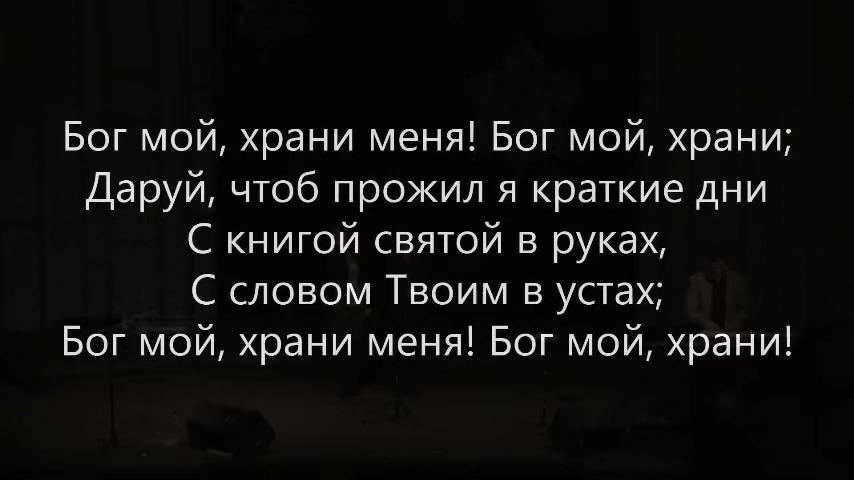 Бог мой, храни меня! Бог мой, храни;
Даруй, чтоб прожил я краткие дни
С книгой святой в руках,
С словом Твоим в устах;
Бог мой, храни меня! Бог мой, храни!